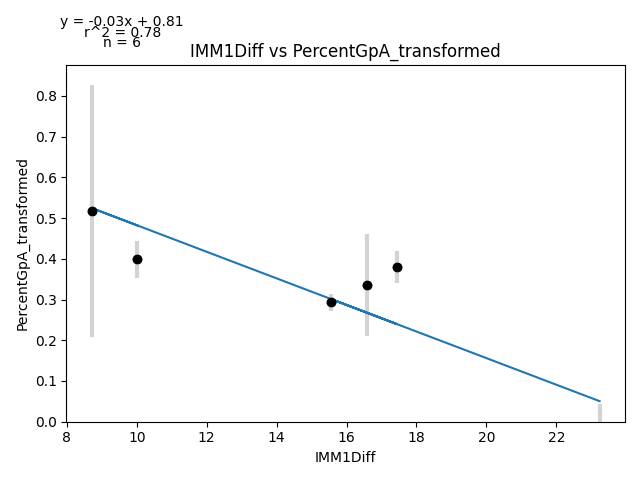 y = -0.03x + 0.81
r^2 = 0.78
n = 6
IMM1Diff vs PercentGpA_transformed
PercentGpA_transformed
0.8
0.7
0.6
0.5
0.4
0.3
0.2
0.1
0.0
8
10
12
14
16
18
20
22
IMM1Diff